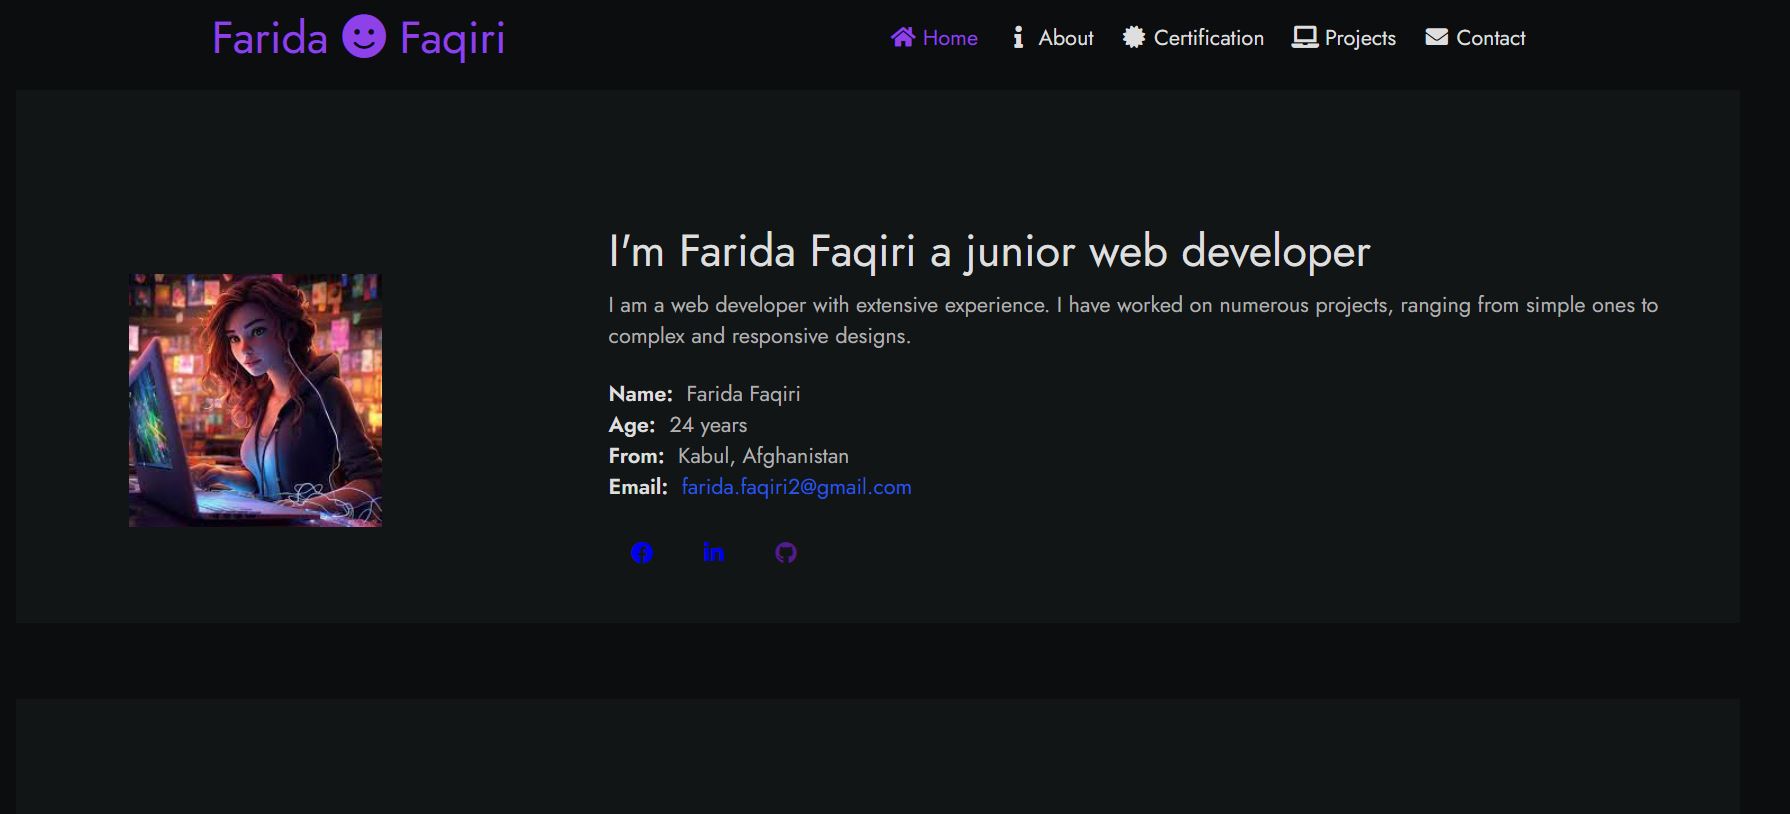 Farida Faqiri
Home About Certification Projects Contact
I'm Farida Faqiri a junior web developer
I am a web developer with extensive experience. I have worked on numerous projects, ranging from simple ones to
complex and responsive designs.
Name: Farida Faqiri
Age: 24 years
From: Kabul, Afghanistan
Email: farida.faqiri2@gmail.com